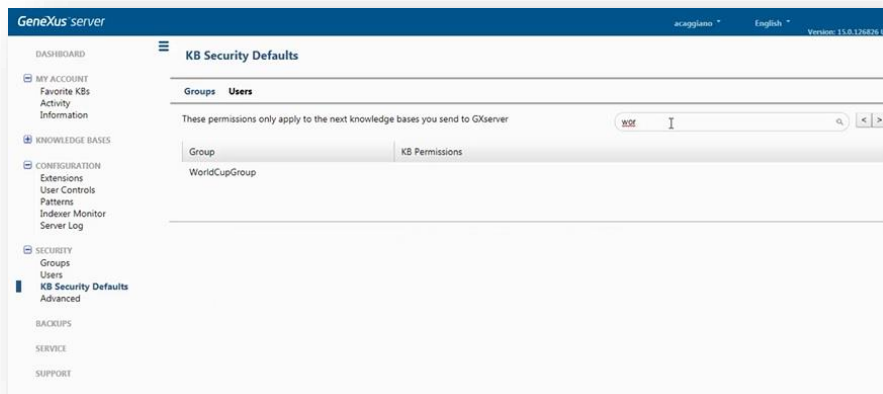 GeneXus server
acaggiano
English
Version: 15.0.126826
DASHBOARD
MY ACCOUNT
Favorite KBs
Activity
Information
KNOWLEDGE BASES
CONFIGURATION
Extensions
User Controls
Patterns
Indexer Monitor
Server Log
SECURITY
Groups
Users
KB Security Defaults
Advanced
BACKUPS
SERVICE
SUPPORT
KB Security Defaults
Groups Users
These permissions only apply to the next knowledge bases you send to GXserver
wor
< >
Group KB Permissions
WorldCupGroup